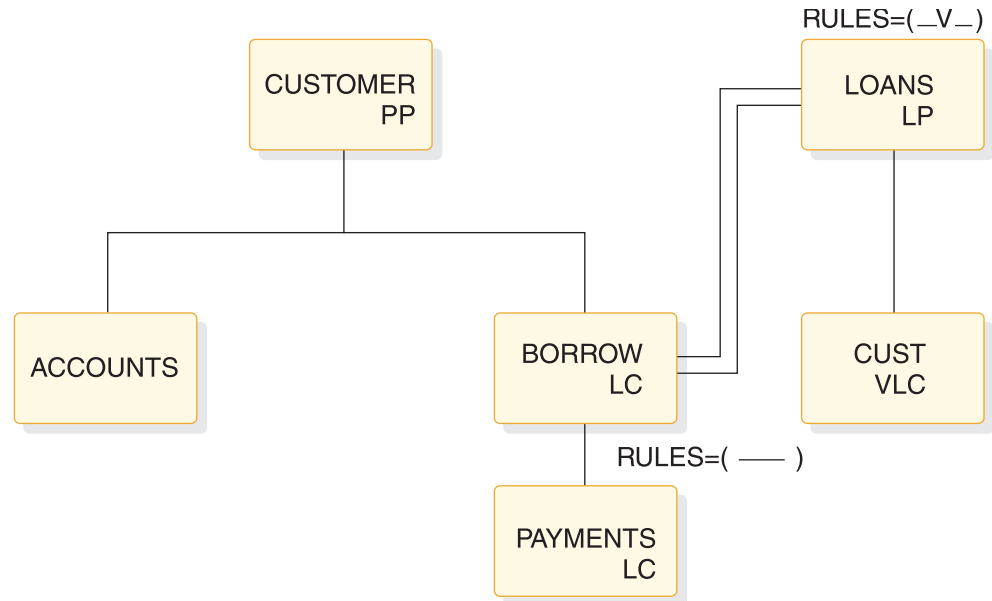 RULES=( _V_ )
CUSTOMER
PP
LOANS
LP
ACCOUNTS
BORROW
LC
CUST
VLC
RULES=( ___ )
PAYMENTS
LC